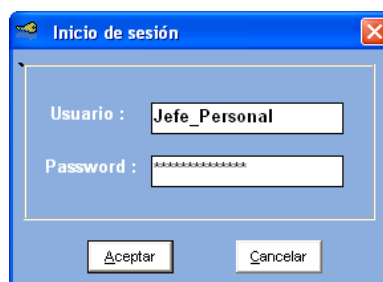 Inicio de sesión
Usuario : Jefe_Personal
Password : **************
Aceptar Cancelar